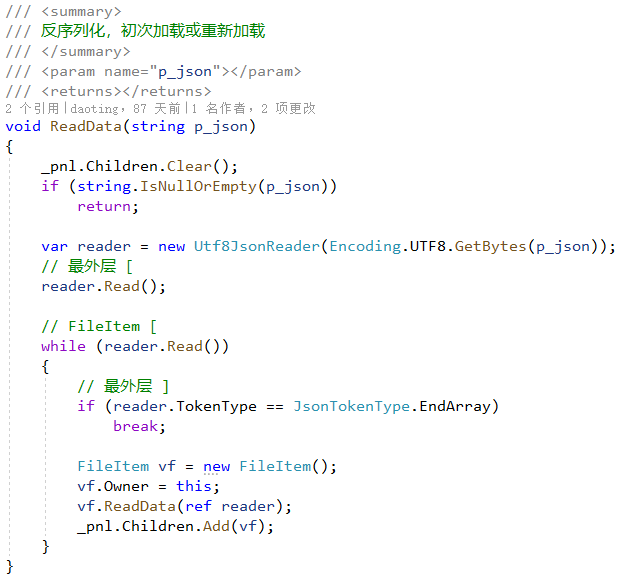 /// <summary>
/// 反序列化，初次加载或重新加载
/// </summary>
/// <param name="p_json"></param>
/// <returns></returns>
2 个引用|daoting，87 天前|1 名作者，2 项更改
void ReadData(string p_json)
{
    _pnl.Children.Clear();
    if (string.IsNullOrEmpty(p_json))
        return;

    var reader = new Utf8JsonReader(Encoding.UTF8.GetBytes(p_json));
    // 最外层 [
    reader.Read();

    // FileItem [
    while (reader.Read())
    {
        // 最外层 ]
        if (reader.TokenType == JsonTokenType.EndArray)
            break;

        FileItem vf = new FileItem();
        vf.Owner = this;
        vf.ReadData(ref reader);
        _pnl.Children.Add(vf);
    }
}